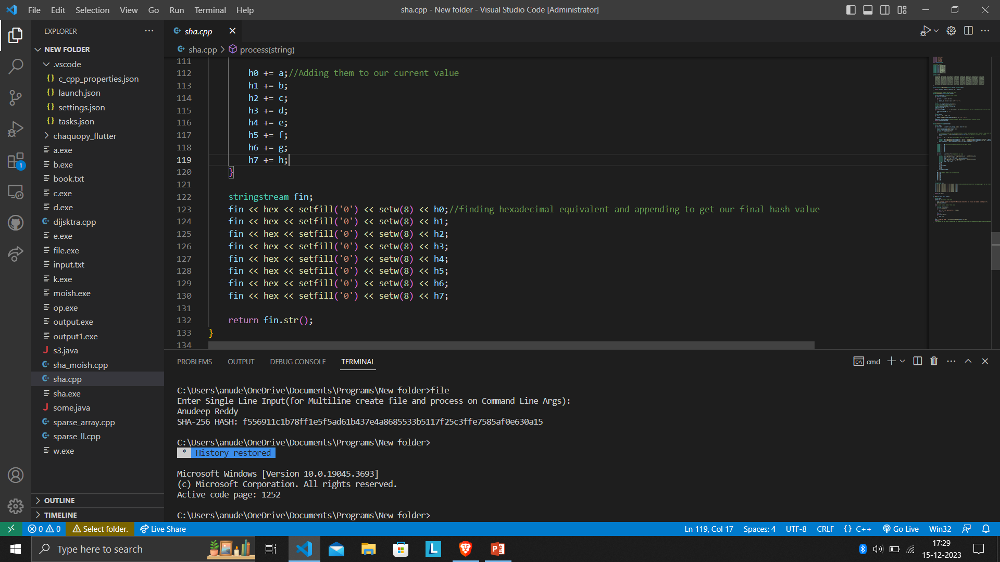 File Edit Selection View Go Run Terminal Help
sha.cpp - New folder - Visual Studio Code [Administrator]
EXPLORER
NEW FOLDER
.vscode
{} c_cpp_properties.json
{} launch.json
{} settings.json
{} tasks.json
chaquopy_flutter
a.exe
b.exe
book.txt
c.exe
d.exe
dijsktra.cpp
e.exe
file.exe
input.txt
k.exe
moish.exe
op.exe
output.exe
output1.exe
J s3.java
sha_moish.cpp
sha.cpp
sha.exe
J some.java
sparse_array.cpp
sparse_ll.cpp
w.exe
OUTLINE
TIMELINE
1
sha.cpp
sha.cpp > process(string)
111
112 h0 += a;//Adding them to our current value
113 h1 += b;
114 h2 += c;
115 h3 += d;
116 h4 += e;
117 h5 += f;
118 h6 += g;
119 h7 += h;
120 }
121
122 stringstream fin;
123 fin << hex << setfill('0') << setw(8) << h0;//finding hexadecimal equivalent and appending to get our final hash value
124 fin << hex << setfill('0') << setw(8) << h1;
125 fin << hex << setfill('0') << setw(8) << h2;
126 fin << hex << setfill('0') << setw(8) << h3;
127 fin << hex << setfill('0') << setw(8) << h4;
128 fin << hex << setfill('0') << setw(8) << h5;
129 fin << hex << setfill('0') << setw(8) << h6;
130 fin << hex << setfill('0') << setw(8) << h7;
131
132 return fin.str();
133 }
134
PROBLEMS OUTPUT DEBUG CONSOLE TERMINAL
cmd
C:\Users\anude\OneDrive\Documents\Programs\New folder>file
Enter Single Line Input(for Multiline create file and process on Command Line Args):
Anudeep Reddy
SHA-256 HASH: f556911c1b78ff1e5f5ad61b437e4a8685533b5117f25c3ffe7585af0e630a15
C:\Users\anude\OneDrive\Documents\Programs\New folder>
* History restored
Microsoft Windows [Version 10.0.19045.3693]
(c) Microsoft Corporation. All rights reserved.
Active code page: 1252
C:\Users\anude\OneDrive\Documents\Programs\New folder>
0 0 Select folder. Live Share
Ln 119, Col 17 Spaces: 4 UTF-8 CRLF {} C++ Go Live Win32
Type here to search
L
17:29
15-12-2023